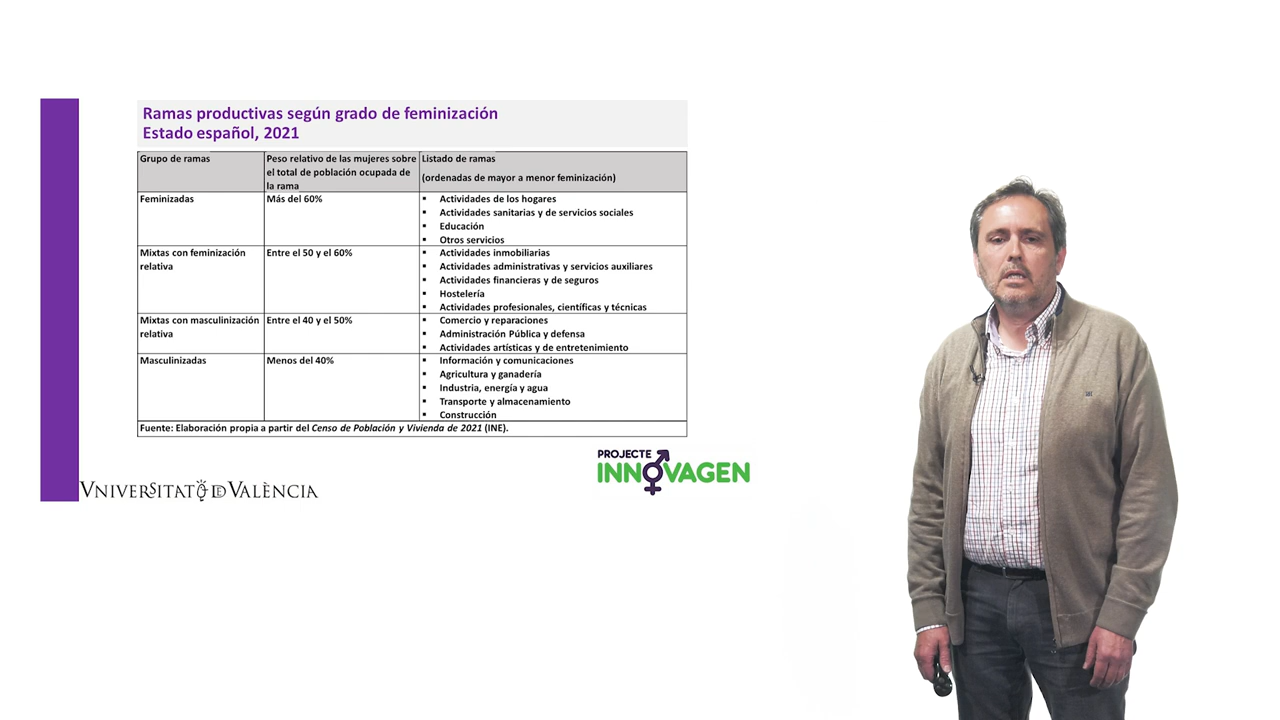 Ramas productivas según grado de feminización
Estado español, 2021
Grupo de ramas
Peso relativo de las mujeres sobre
el total de población ocupada de
la rama
Listado de ramas
(ordenadas de mayor a menor feminización)
Feminizadas
Más del 60%
▪ Actividades de los hogares
▪ Actividades sanitarias y de servicios sociales
▪ Educación
▪ Otros servicios
Mixtas con feminización
relativa
Entre el 50 y el 60%
▪ Actividades inmobiliarias
▪ Actividades administrativas y servicios auxiliares
▪ Actividades financieras y de seguros
▪ Hostelería
▪ Actividades profesionales, científicas y técnicas
Mixtas con masculinización
relativa
Entre el 40 y el 50%
▪ Comercio y reparaciones
▪ Administración Pública y defensa
▪ Actividades artísticas y de entretenimiento
Masculinizadas
Menos del 40%
▪ Información y comunicaciones
▪ Agricultura y ganadería
▪ Industria, energía y agua
▪ Transporte y almacenamiento
▪ Construcción
Fuente: Elaboración propia a partir del Censo de Población y Vivienda de 2021 (INE).
PROJECTE
INNOVAGEN
VNIVERSITAT DE VALÈNCIA